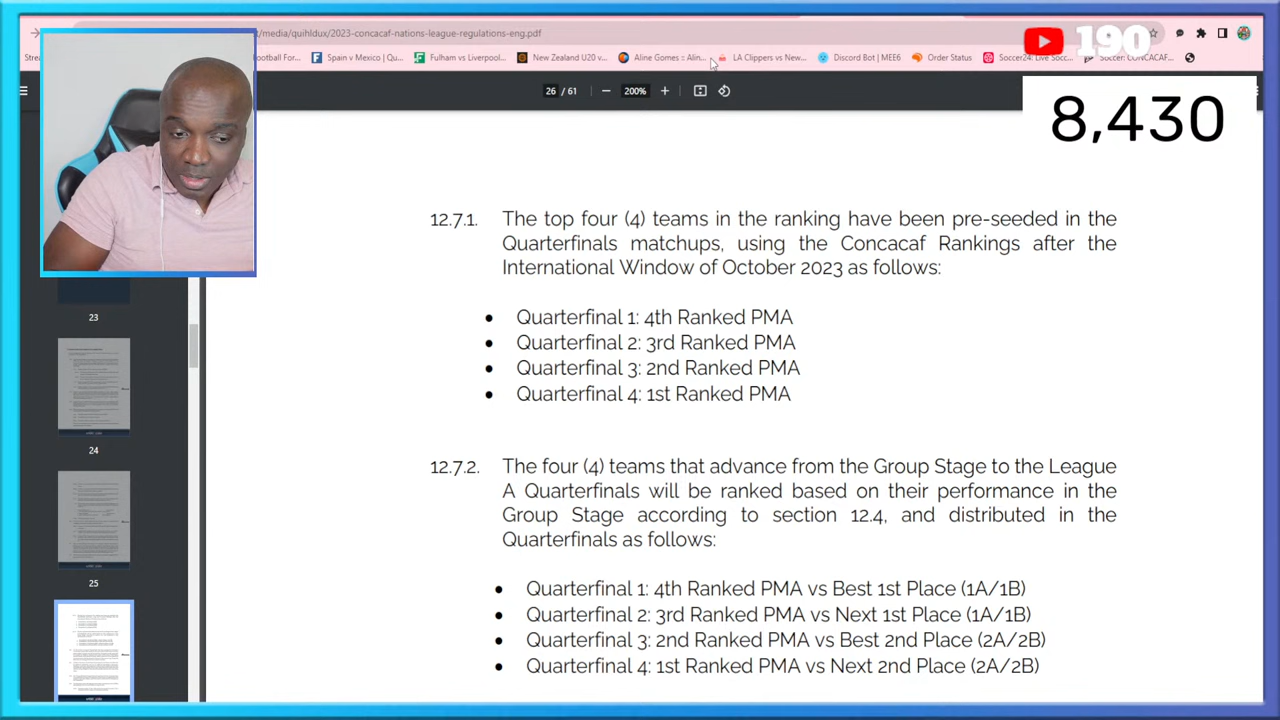 t/media/quihldux/2023-concacaf-nations-league-regulations-eng.pdf
190
Strea
ootball For...
Spain v Mexico | Qu...
Fulham vs Liverpool...
New Zealand U20 v...
Aline Gomes :: Alin...
LA Clippers vs New...
Discord Bot | MEE6
Order Status
Soccer24: Live Socc...
Soccer: CONCACAF...
26 / 61
200%
8,430
23
24
25
12.7.1. The top four (4) teams in the ranking have been pre-seeded in the
Quarterfinals matchups, using the Concacaf Rankings after the
International Window of October 2023 as follows:
• Quarterfinal 1: 4th Ranked PMA
• Quarterfinal 2: 3rd Ranked PMA
• Quarterfinal 3: 2nd Ranked PMA
• Quarterfinal 4: 1st Ranked PMA
12.7.2. The four (4) teams that advance from the Group Stage to the League
A Quarterfinals will be ranked based on their performance in the
Group Stage according to section 12.4, and distributed in the
Quarterfinals as follows:
• Quarterfinal 1: 4th Ranked PMA vs Best 1st Place (1A/1B)
• Quarterfinal 2: 3rd Ranked PMA vs Next 1st Place (1A/1B)
• Quarterfinal 3: 2nd Ranked PMA vs Best 2nd Place (2A/2B)
• Quarterfinal 4: 1st Ranked PMA vs Next 2nd Place (2A/2B)